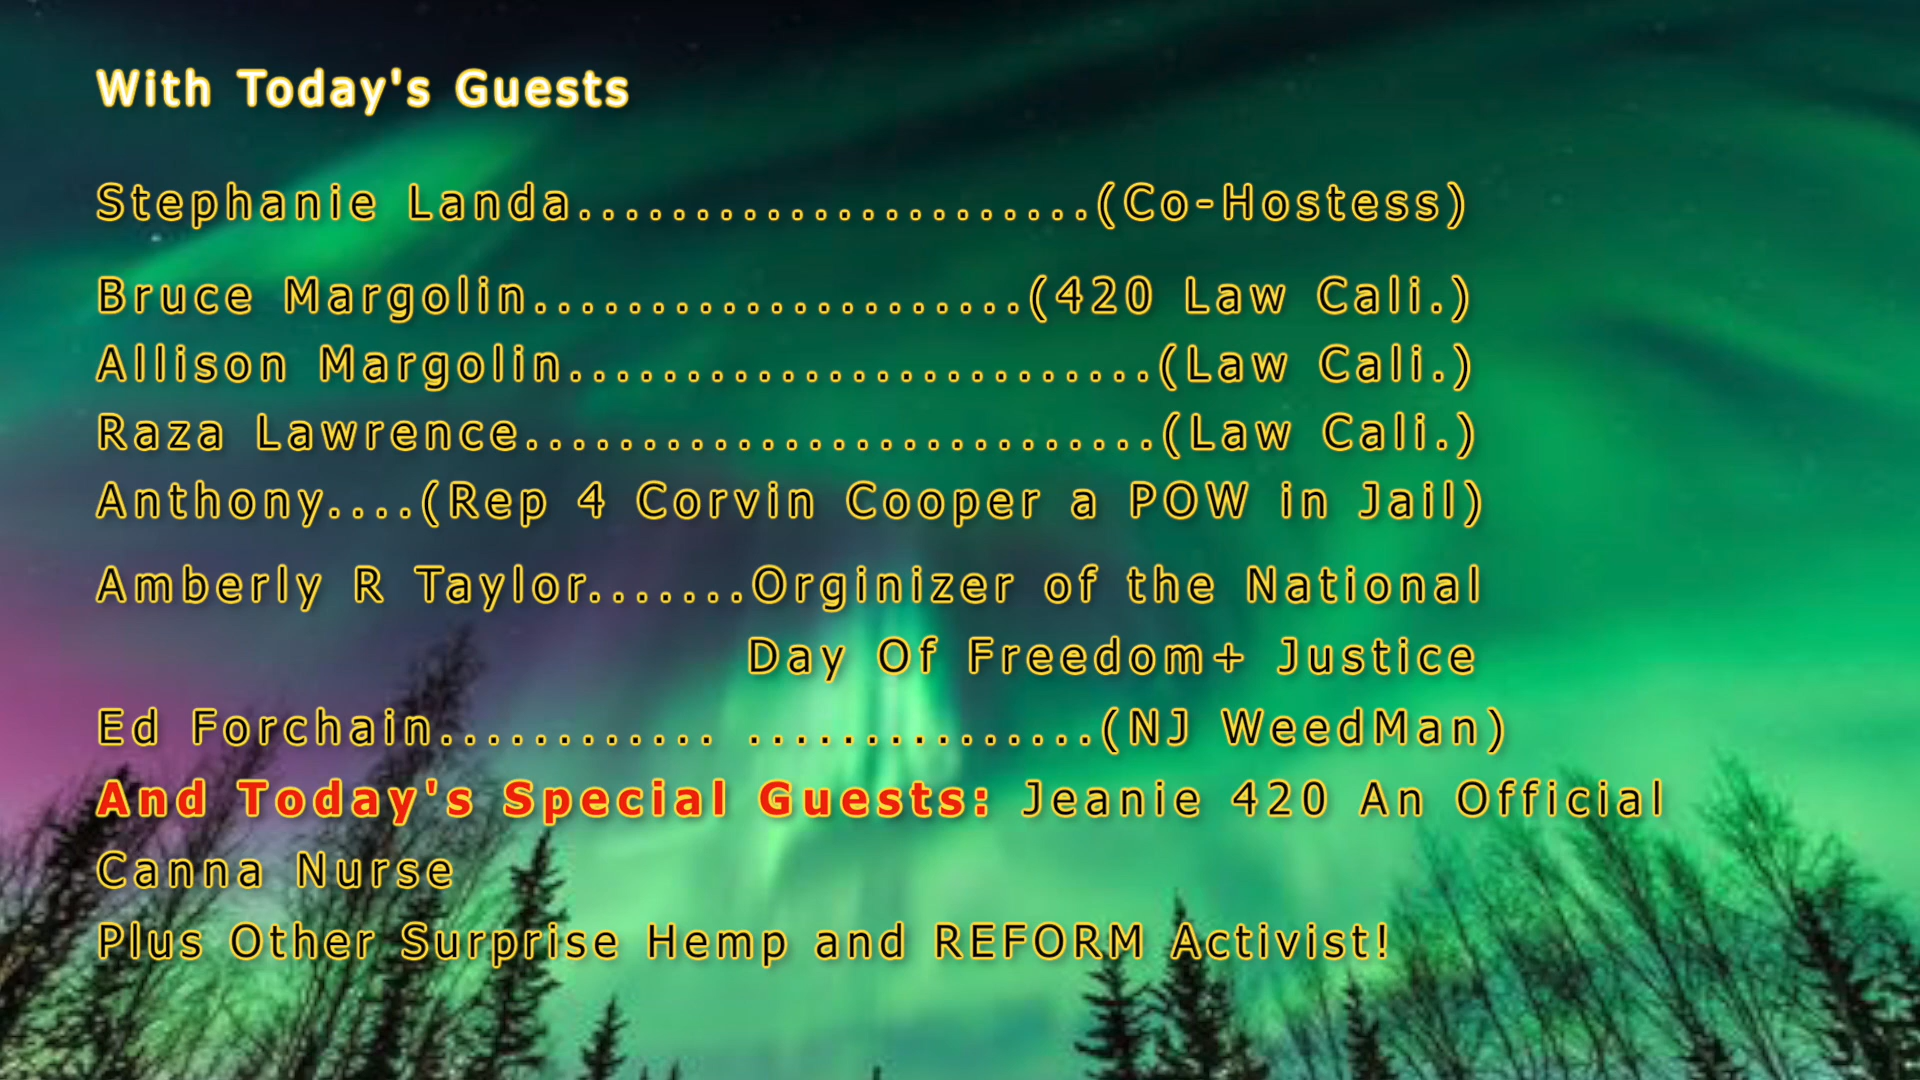 With Today's Guests
Stephanie Landa......................(Co-Hostess)
Bruce Margolin.....................(420 Law Cali.)
Allison Margolin.........................(Law Cali.)
Raza Lawrence...........................(Law Cali.)
Anthony....(Rep 4 Corvin Cooper a POW in Jail)
Amberly R Taylor.......Orginizer of the National
Day Of Freedom+ Justice
Ed Forchain............ ...............(NJ WeedMan)
And Today's Special Guests: Jeanie 420 An Official
Canna Nurse
Plus Other Surprise Hemp and REFORM Activist!